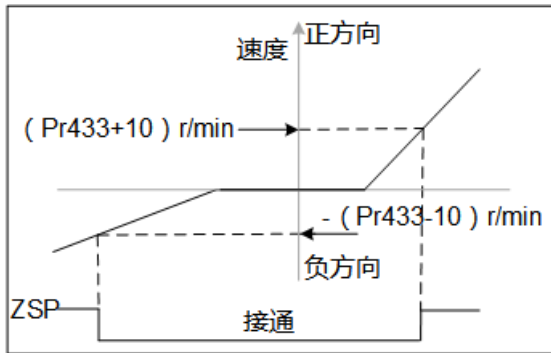 速度
正方向
（Pr433+10）r/min
-（Pr433-10）r/min
负方向
ZSP
接通